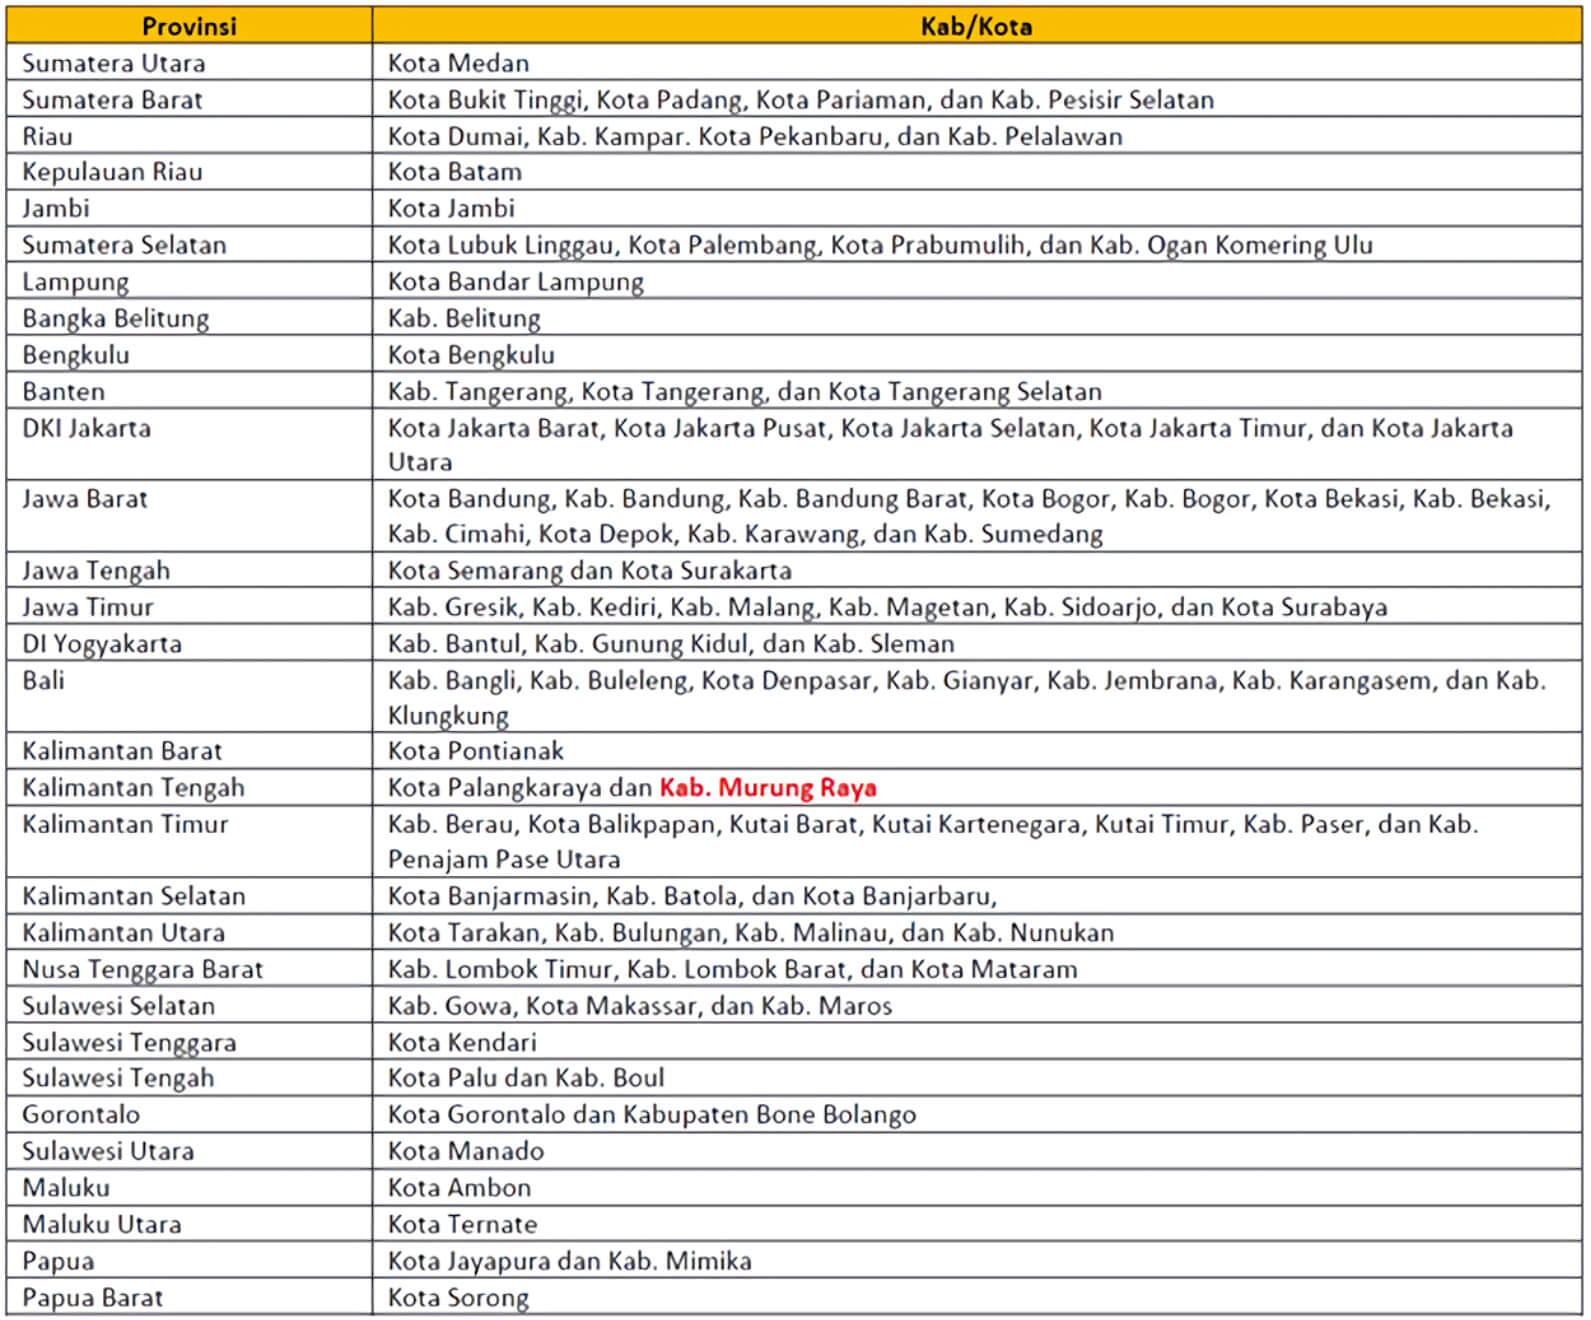 Provinsi Kab/Kota
Sumatera Utara Kota Medan
Sumatera Barat Kota Bukit Tinggi, Kota Padang, Kota Pariaman, dan Kab. Pesisir Selatan
Riau Kota Dumai, Kab. Kampar. Kota Pekanbaru, dan Kab. Pelalawan
Kepulauan Riau Kota Batam
Jambi Kota Jambi
Sumatera Selatan Kota Lubuk Linggau, Kota Palembang, Kota Prabumulih, dan Kab. Ogan Komering Ulu
Lampung Kota Bandar Lampung
Bangka Belitung Kab. Belitung
Bengkulu Kota Bengkulu
Banten Kab. Tangerang, Kota Tangerang, dan Kota Tangerang Selatan
DKI Jakarta Kota Jakarta Barat, Kota Jakarta Pusat, Kota Jakarta Selatan, Kota Jakarta Timur, dan Kota Jakarta
Utara
Jawa Barat Kota Bandung, Kab. Bandung, Kab. Bandung Barat, Kota Bogor, Kab. Bogor, Kota Bekasi, Kab. Bekasi,
Kab. Cimahi, Kota Depok, Kab. Karawang, dan Kab. Sumedang
Jawa Tengah Kota Semarang dan Kota Surakarta
Jawa Timur Kab. Gresik, Kab. Kediri, Kab. Malang, Kab. Magetan, Kab. Sidoarjo, dan Kota Surabaya
DI Yogyakarta Kab. Bantul, Kab. Gunung Kidul, dan Kab. Sleman
Bali Kab. Bangli, Kab. Buleleng, Kota Denpasar, Kab. Gianyar, Kab. Jembrana, Kab. Karangasem, dan Kab.
Klungkung
Kalimantan Barat Kota Pontianak
Kalimantan Tengah Kota Palangkaraya dan Kab. Murung Raya
Kalimantan Timur Kab. Berau, Kota Balikpapan, Kutai Barat, Kutai Kartenegara, Kutai Timur, Kab. Paser, dan Kab.
Penajam Pase Utara
Kalimantan Selatan Kota Banjarmasin, Kab. Batola, dan Kota Banjarbaru,
Kalimantan Utara Kota Tarakan, Kab. Bulungan, Kab. Malinau, dan Kab. Nunukan
Nusa Tenggara Barat Kab. Lombok Timur, Kab. Lombok Barat, dan Kota Mataram
Sulawesi Selatan Kab. Gowa, Kota Makassar, dan Kab. Maros
Sulawesi Tenggara Kota Kendari
Sulawesi Tengah Kota Palu dan Kab. Boul
Gorontalo Kota Gorontalo dan Kabupaten Bone Bolango
Sulawesi Utara Kota Manado
Maluku Kota Ambon
Maluku Utara Kota Ternate
Papua Kota Jayapura dan Kab. Mimika
Papua Barat Kota Sorong